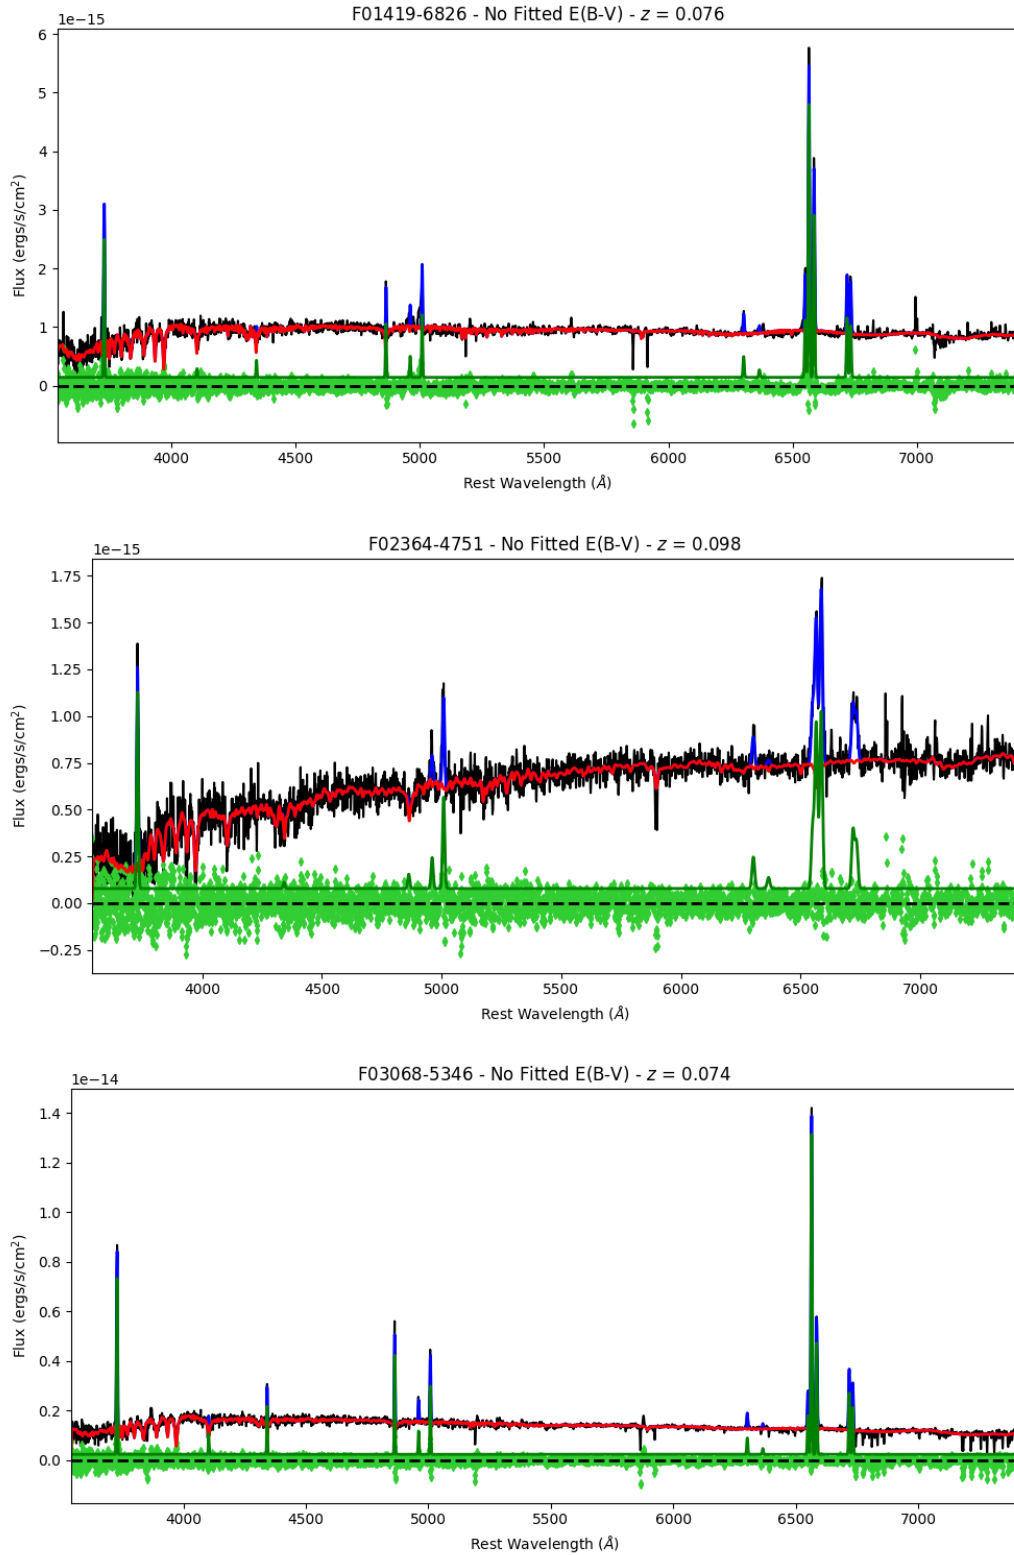 F01419-6826 - No Fitted E(B-V) - z = 0.076
1e−15
6
5
4
3
2
1
0
Flux (ergs/s/cm²)
4000 4500 5000 5500 6000 6500 7000
Rest Wavelength (Å)
F02364-4751 - No Fitted E(B-V) - z = 0.098
1e−15
1.75
1.50
1.25
1.00
0.75
0.50
0.25
0.00
−0.25
Flux (ergs/s/cm²)
4000 4500 5000 5500 6000 6500 7000
Rest Wavelength (Å)
F03068-5346 - No Fitted E(B-V) - z = 0.074
1e−14
1.4
1.2
1.0
0.8
0.6
0.4
0.2
0.0
Flux (ergs/s/cm²)
4000 4500 5000 5500 6000 6500 7000
Rest Wavelength (Å)